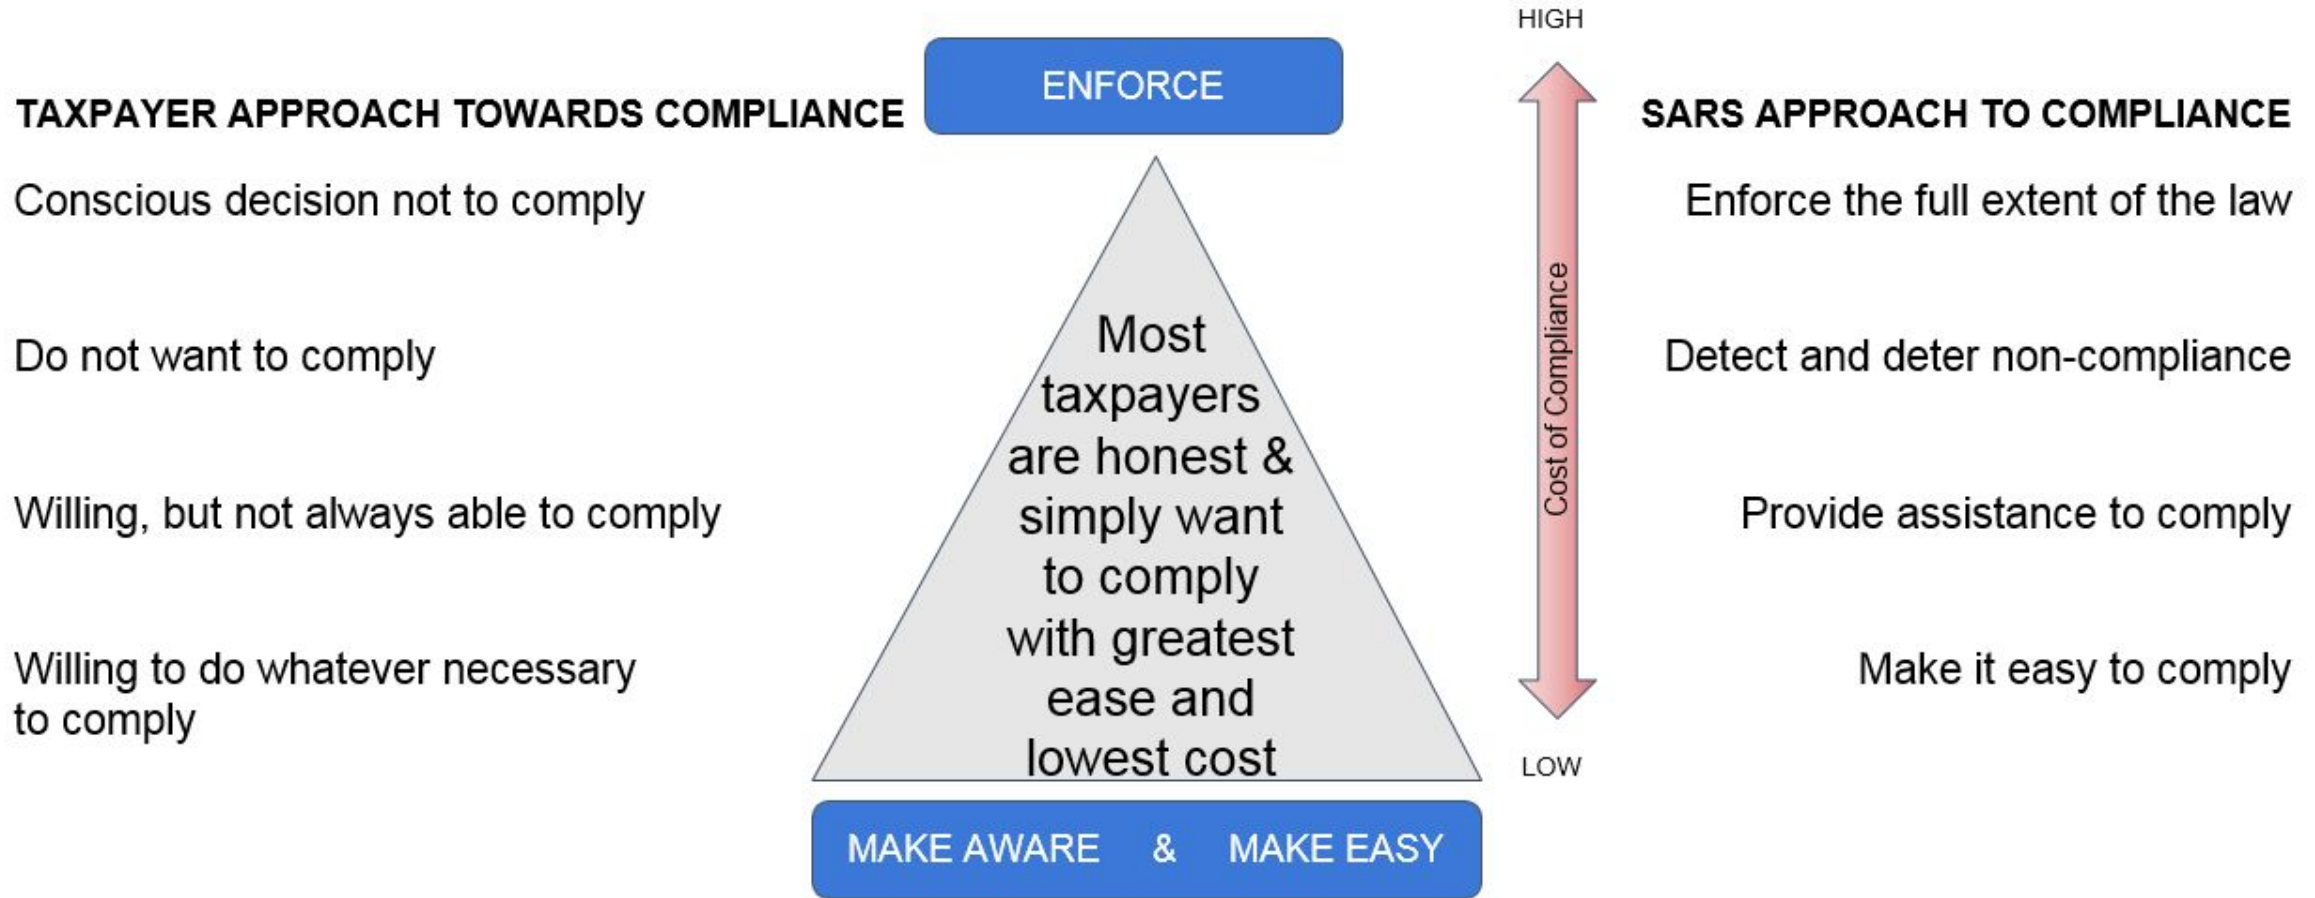 HIGH
ENFORCE
TAXPAYER APPROACH TOWARDS COMPLIANCE
SARS APPROACH TO COMPLIANCE
Conscious decision not to comply
Enforce the full extent of the law
Do not want to comply
Detect and deter non-compliance
Willing, but not always able to comply
Provide assistance to comply
Willing to do whatever necessary
to comply
Make it easy to comply
Most
taxpayers
are honest &
simply want
to comply
with greatest
ease and
lowest cost
Cost of Compliance
LOW
MAKE AWARE & MAKE EASY